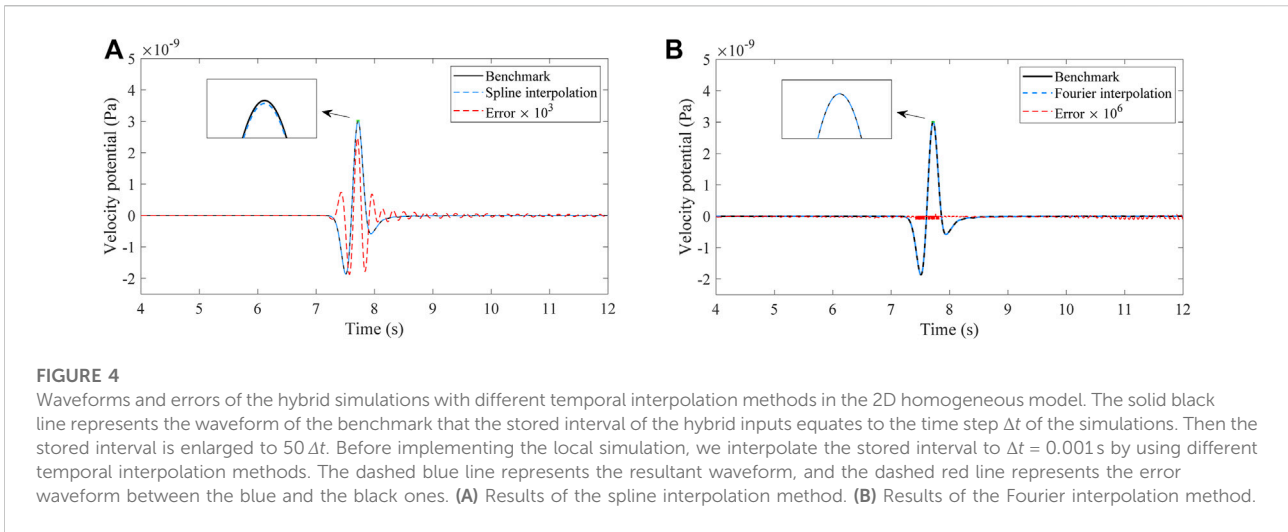 A
×10-9
5
4
3
2
1
0
-1
-2
Velocity potential (Pa)
Benchmark
Spline interpolation
Error × 10³
4 5 6 7 8 9 10 11 12
Time (s)
B
×10-9
5
4
3
2
1
0
-1
-2
Velocity potential (Pa)
Benchmark
Fourier interpolation
Error × 10⁶
4 5 6 7 8 9 10 11 12
Time (s)
FIGURE 4
Waveforms and errors of the hybrid simulations with different temporal interpolation methods in the 2D homogeneous model. The solid black
line represents the waveform of the benchmark that the stored interval of the hybrid inputs equates to the time step Δt of the simulations. Then the
stored interval is enlarged to 50 Δt. Before implementing the local simulation, we interpolate the stored interval to Δt = 0.001s by using different
temporal interpolation methods. The dashed blue line represents the resultant waveform, and the dashed red line represents the error
waveform between the blue and the black ones. (A) Results of the spline interpolation method. (B) Results of the Fourier interpolation method.